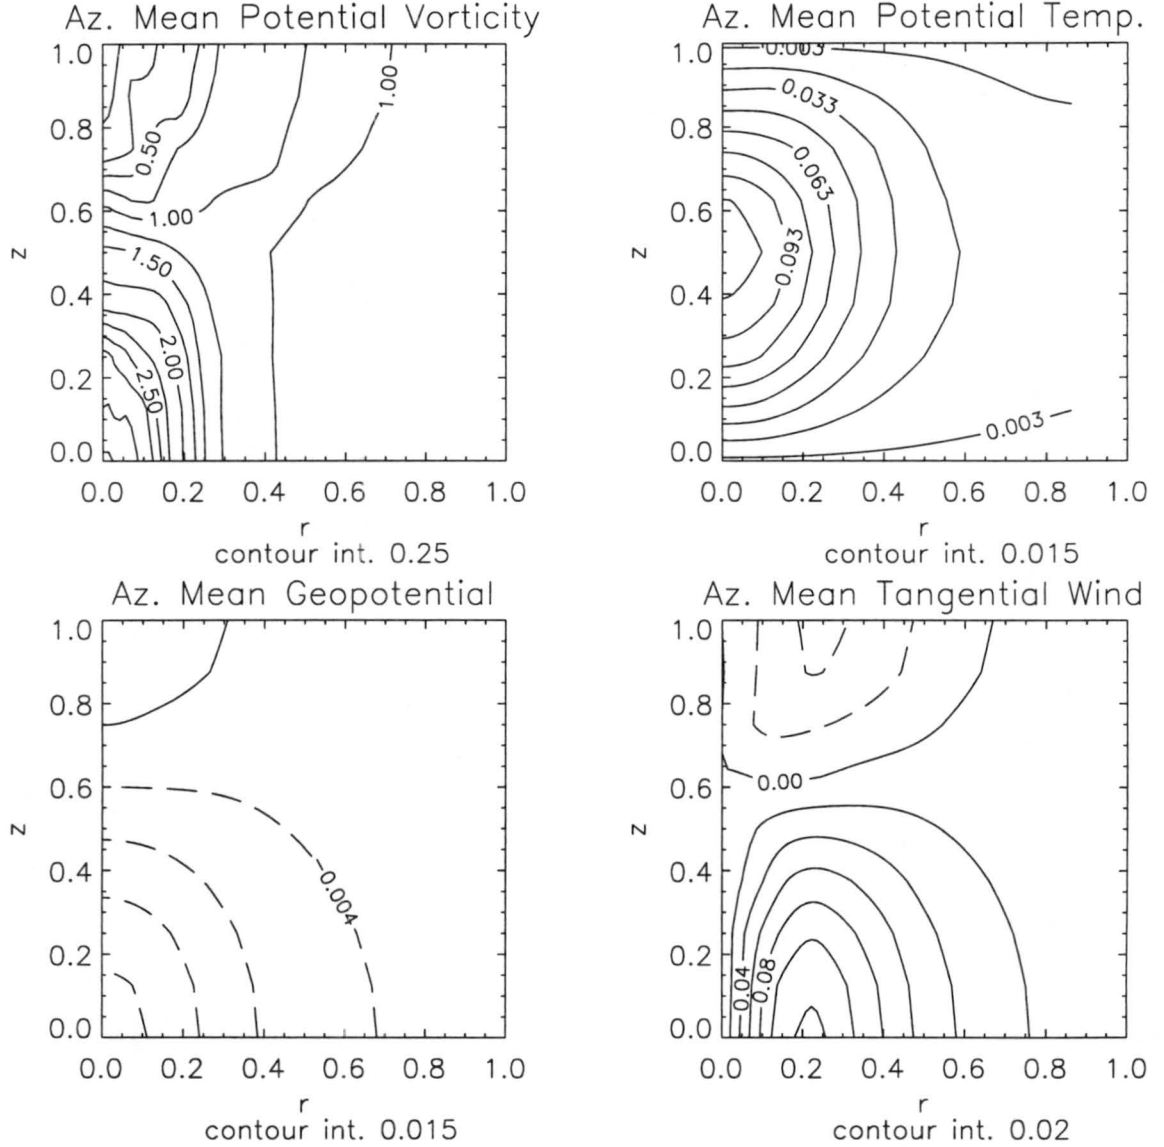 Az. Mean Potential Vorticity
1.0
0.8
0.6
0.4
0.2
0.0
z
0.50
1.00
1.00
1.50
2.00
2.50
0.0 0.2 0.4 0.6 0.8 1.0
r
contour int. 0.25
Az. Mean Potential Temp.
1.0
0.8
0.6
0.4
0.2
0.0
z
0.003
0.033
0.063
0.093
0.003
0.0 0.2 0.4 0.6 0.8 1.0
r
contour int. 0.015
Az. Mean Geopotential
1.0
0.8
0.6
0.4
0.2
0.0
z
-0.004
0.0 0.2 0.4 0.6 0.8 1.0
r
contour int. 0.015
Az. Mean Tangential Wind
1.0
0.8
0.6
0.4
0.2
0.0
z
0.00
0.04
0.08
0.0 0.2 0.4 0.6 0.8 1.0
r
contour int. 0.02